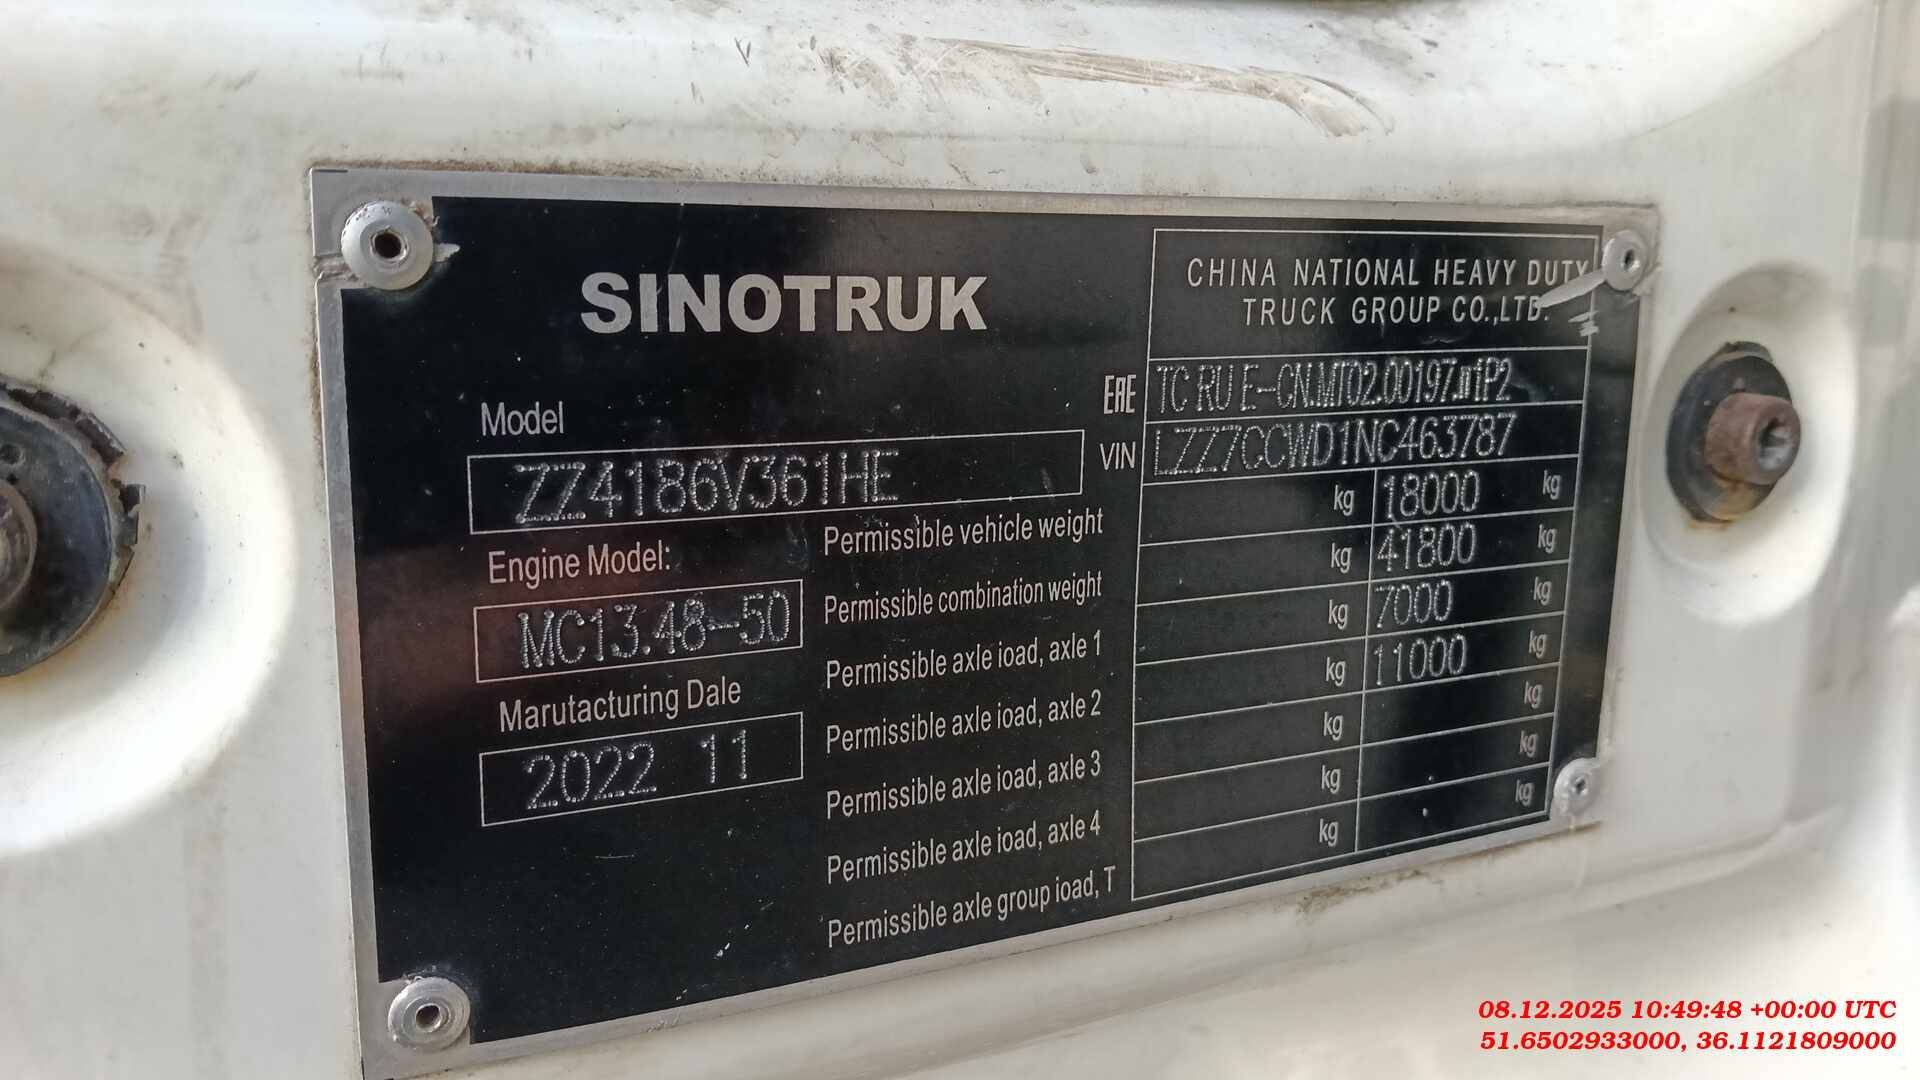 SINOTRUK
CHINA NATIONAL HEAVY DUTY
TRUCK GROUP CO.,LTD.
EAC TC RU E-CN.MT02.00197.P2
VIN LZZ7CCWD1NC463787
Model
ZZ4186V361HE
Engine Model:
MC13.48-50
Marutacturing Dale
2022 11
Permissible vehicle weight kg 18000 kg
Permissible combination weight kg 41800 kg
Permissible axle ioad, axle 1 kg 7000 kg
Permissible axle ioad, axle 2 kg 11000 kg
Permissible axle ioad, axle 3 kg kg
Permissible axle ioad, axle 4 kg kg
Permissible axle group ioad, T kg kg
08.12.2025 10:49:48 +00:00 UTC
51.6502933000, 36.1121809000